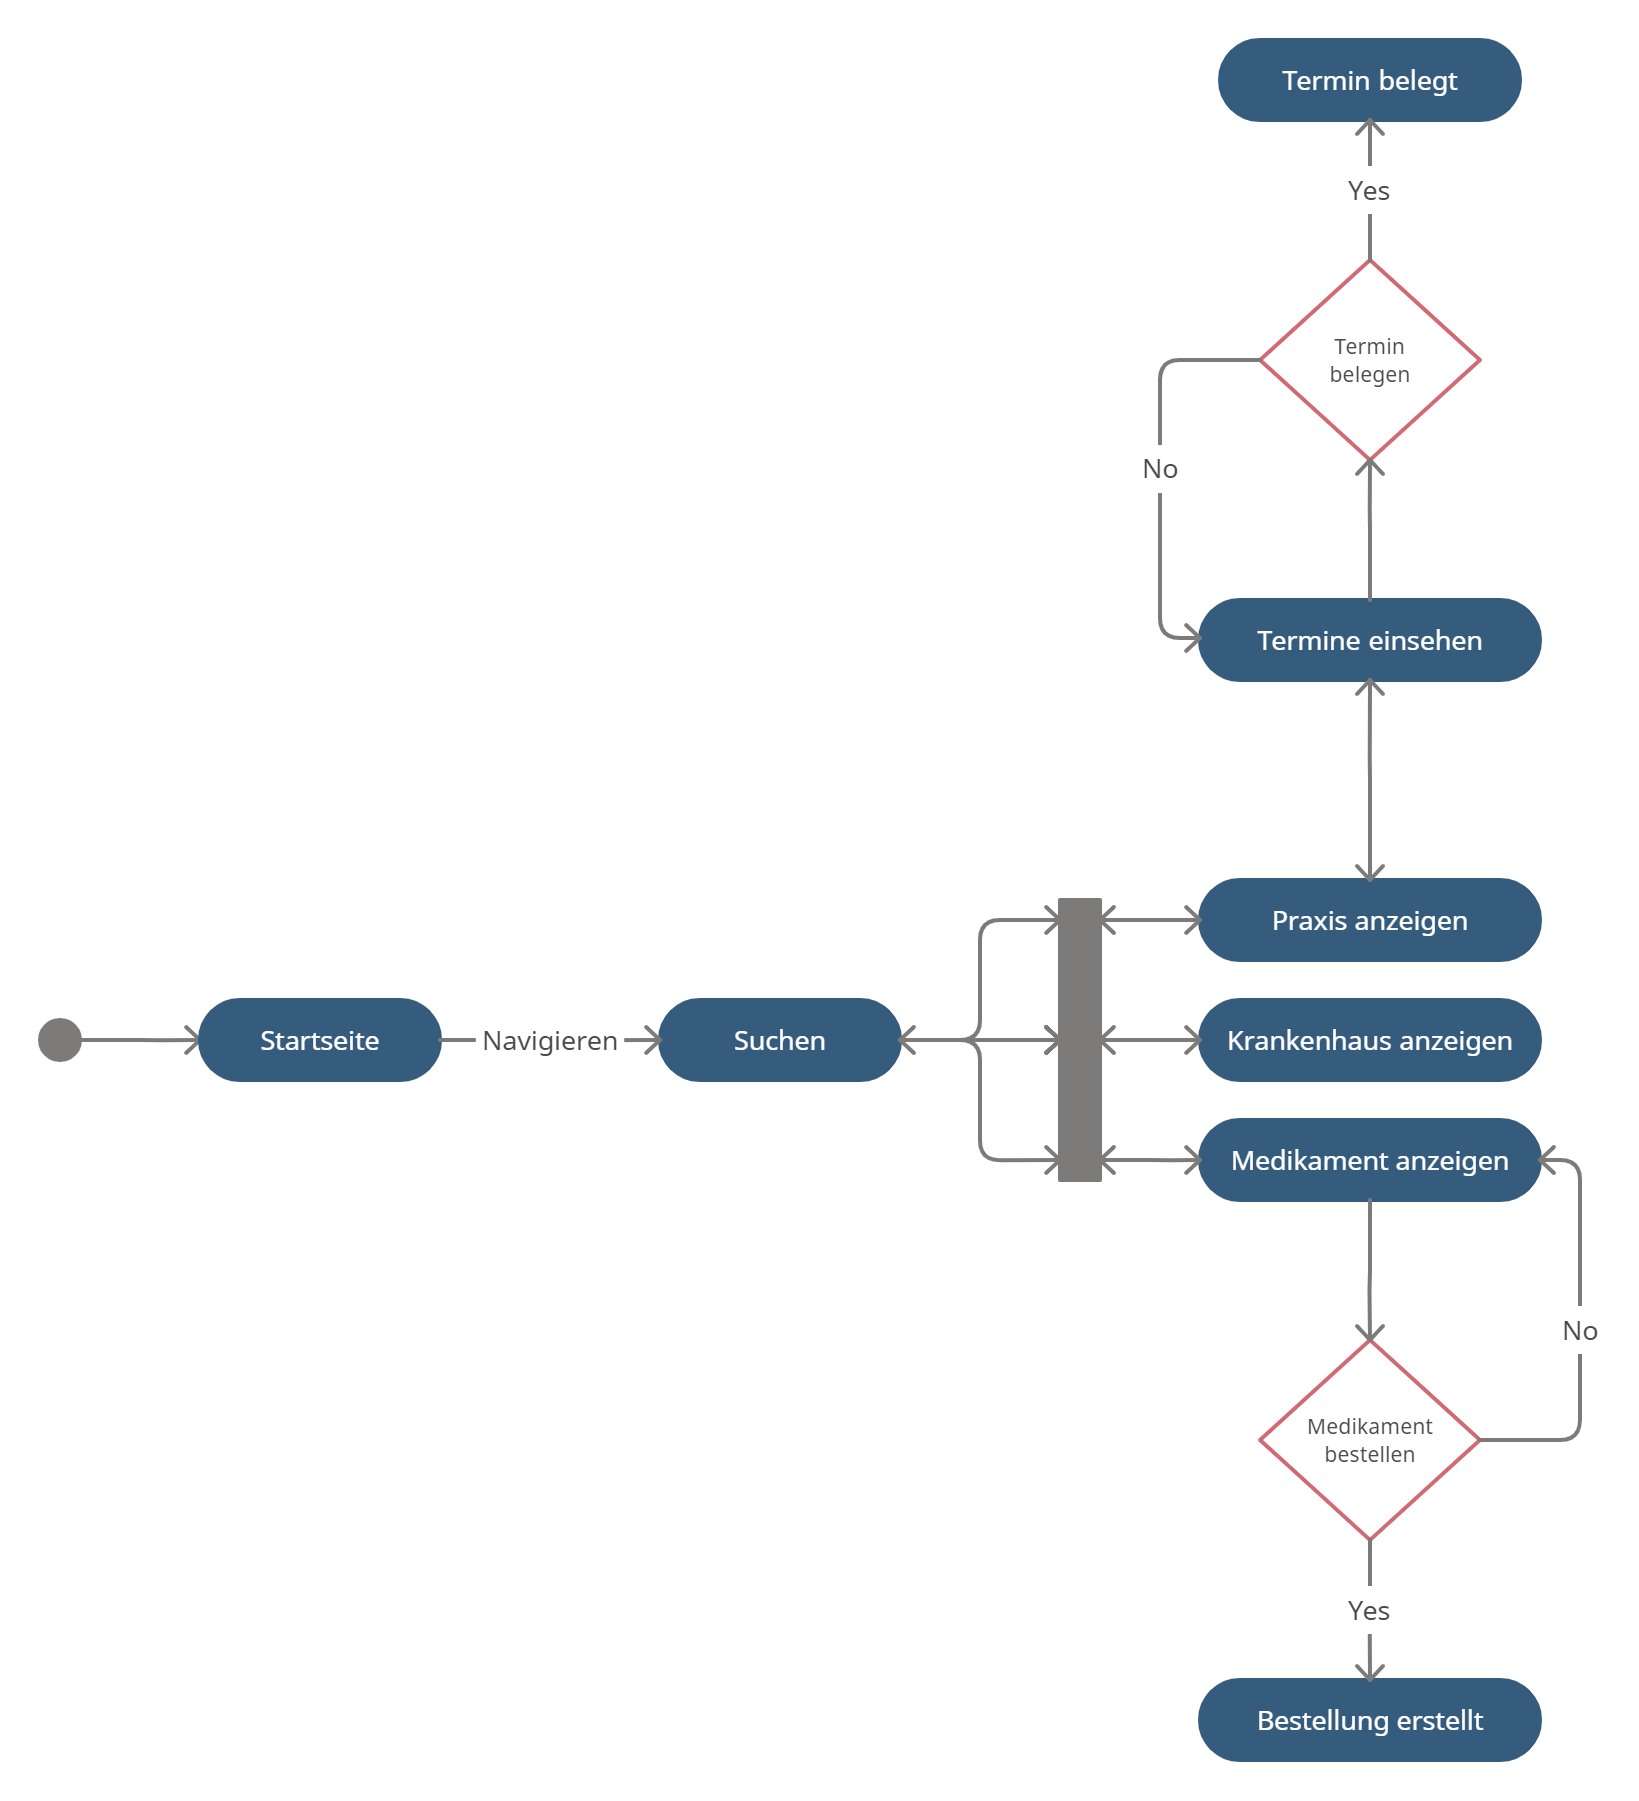 Termin belegt
Yes
Termin
belegen
No
Termine einsehen
Praxis anzeigen
Startseite
Navigieren
Suchen
Krankenhaus anzeigen
Medikament anzeigen
No
Medikament
bestellen
Yes
Bestellung erstellt